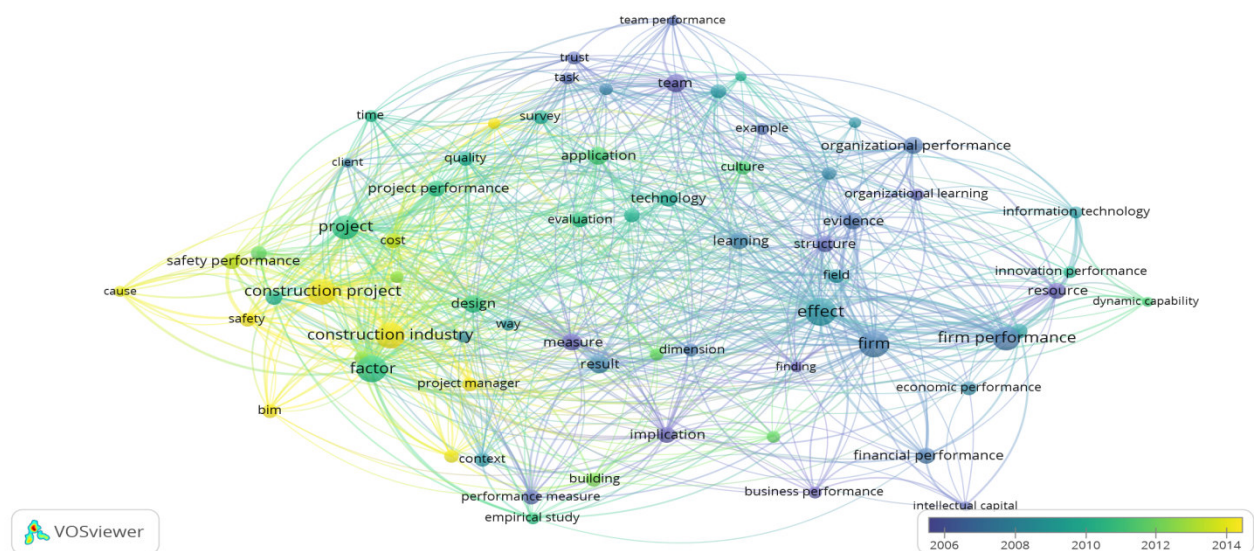 team performance
trust
task
team
time
survey
example
client
quality
application
culture
organizational performance
project performance
technology
organizational learning
project
evaluation
evidence
information technology
cost
learning
structure
safety performance
field
innovation performance
cause
construction project
resource
design
dynamic capability
safety
way
effect
construction industry
measure
dimension
firm
firm performance
factor
result
finding
project manager
economic performance
bim
implication
context
financial performance
building
performance measure
business performance
intellectual capital
empirical study
VOSviewer
2006 2008 2010 2012 2014